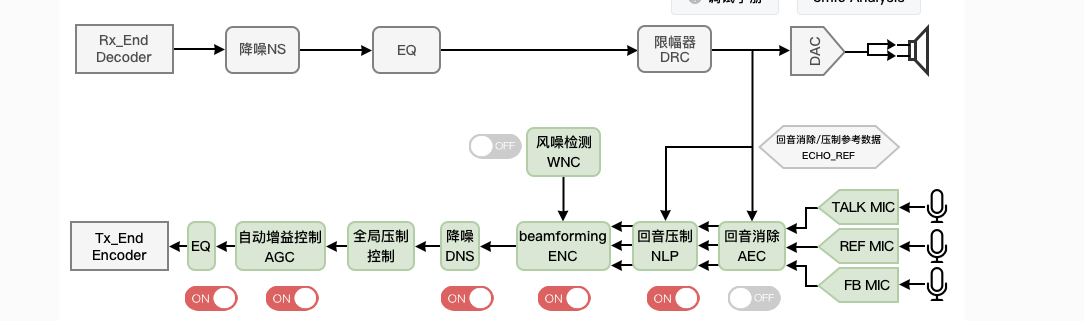 Rx_End
Decoder
降噪NS
EQ
限幅器
DRC
DAC
风噪检测
WNC
OFF
回音消除/压制参考数据
ECHO_REF
TALK MIC
REF MIC
FB MIC
Tx_End
Encoder
EQ
自动增益控制
AGC
全局压制
控制
降噪
DNS
beamforming
ENC
回音压制
NLP
回音消除
AEC
ON
ON
ON
ON
ON
OFF